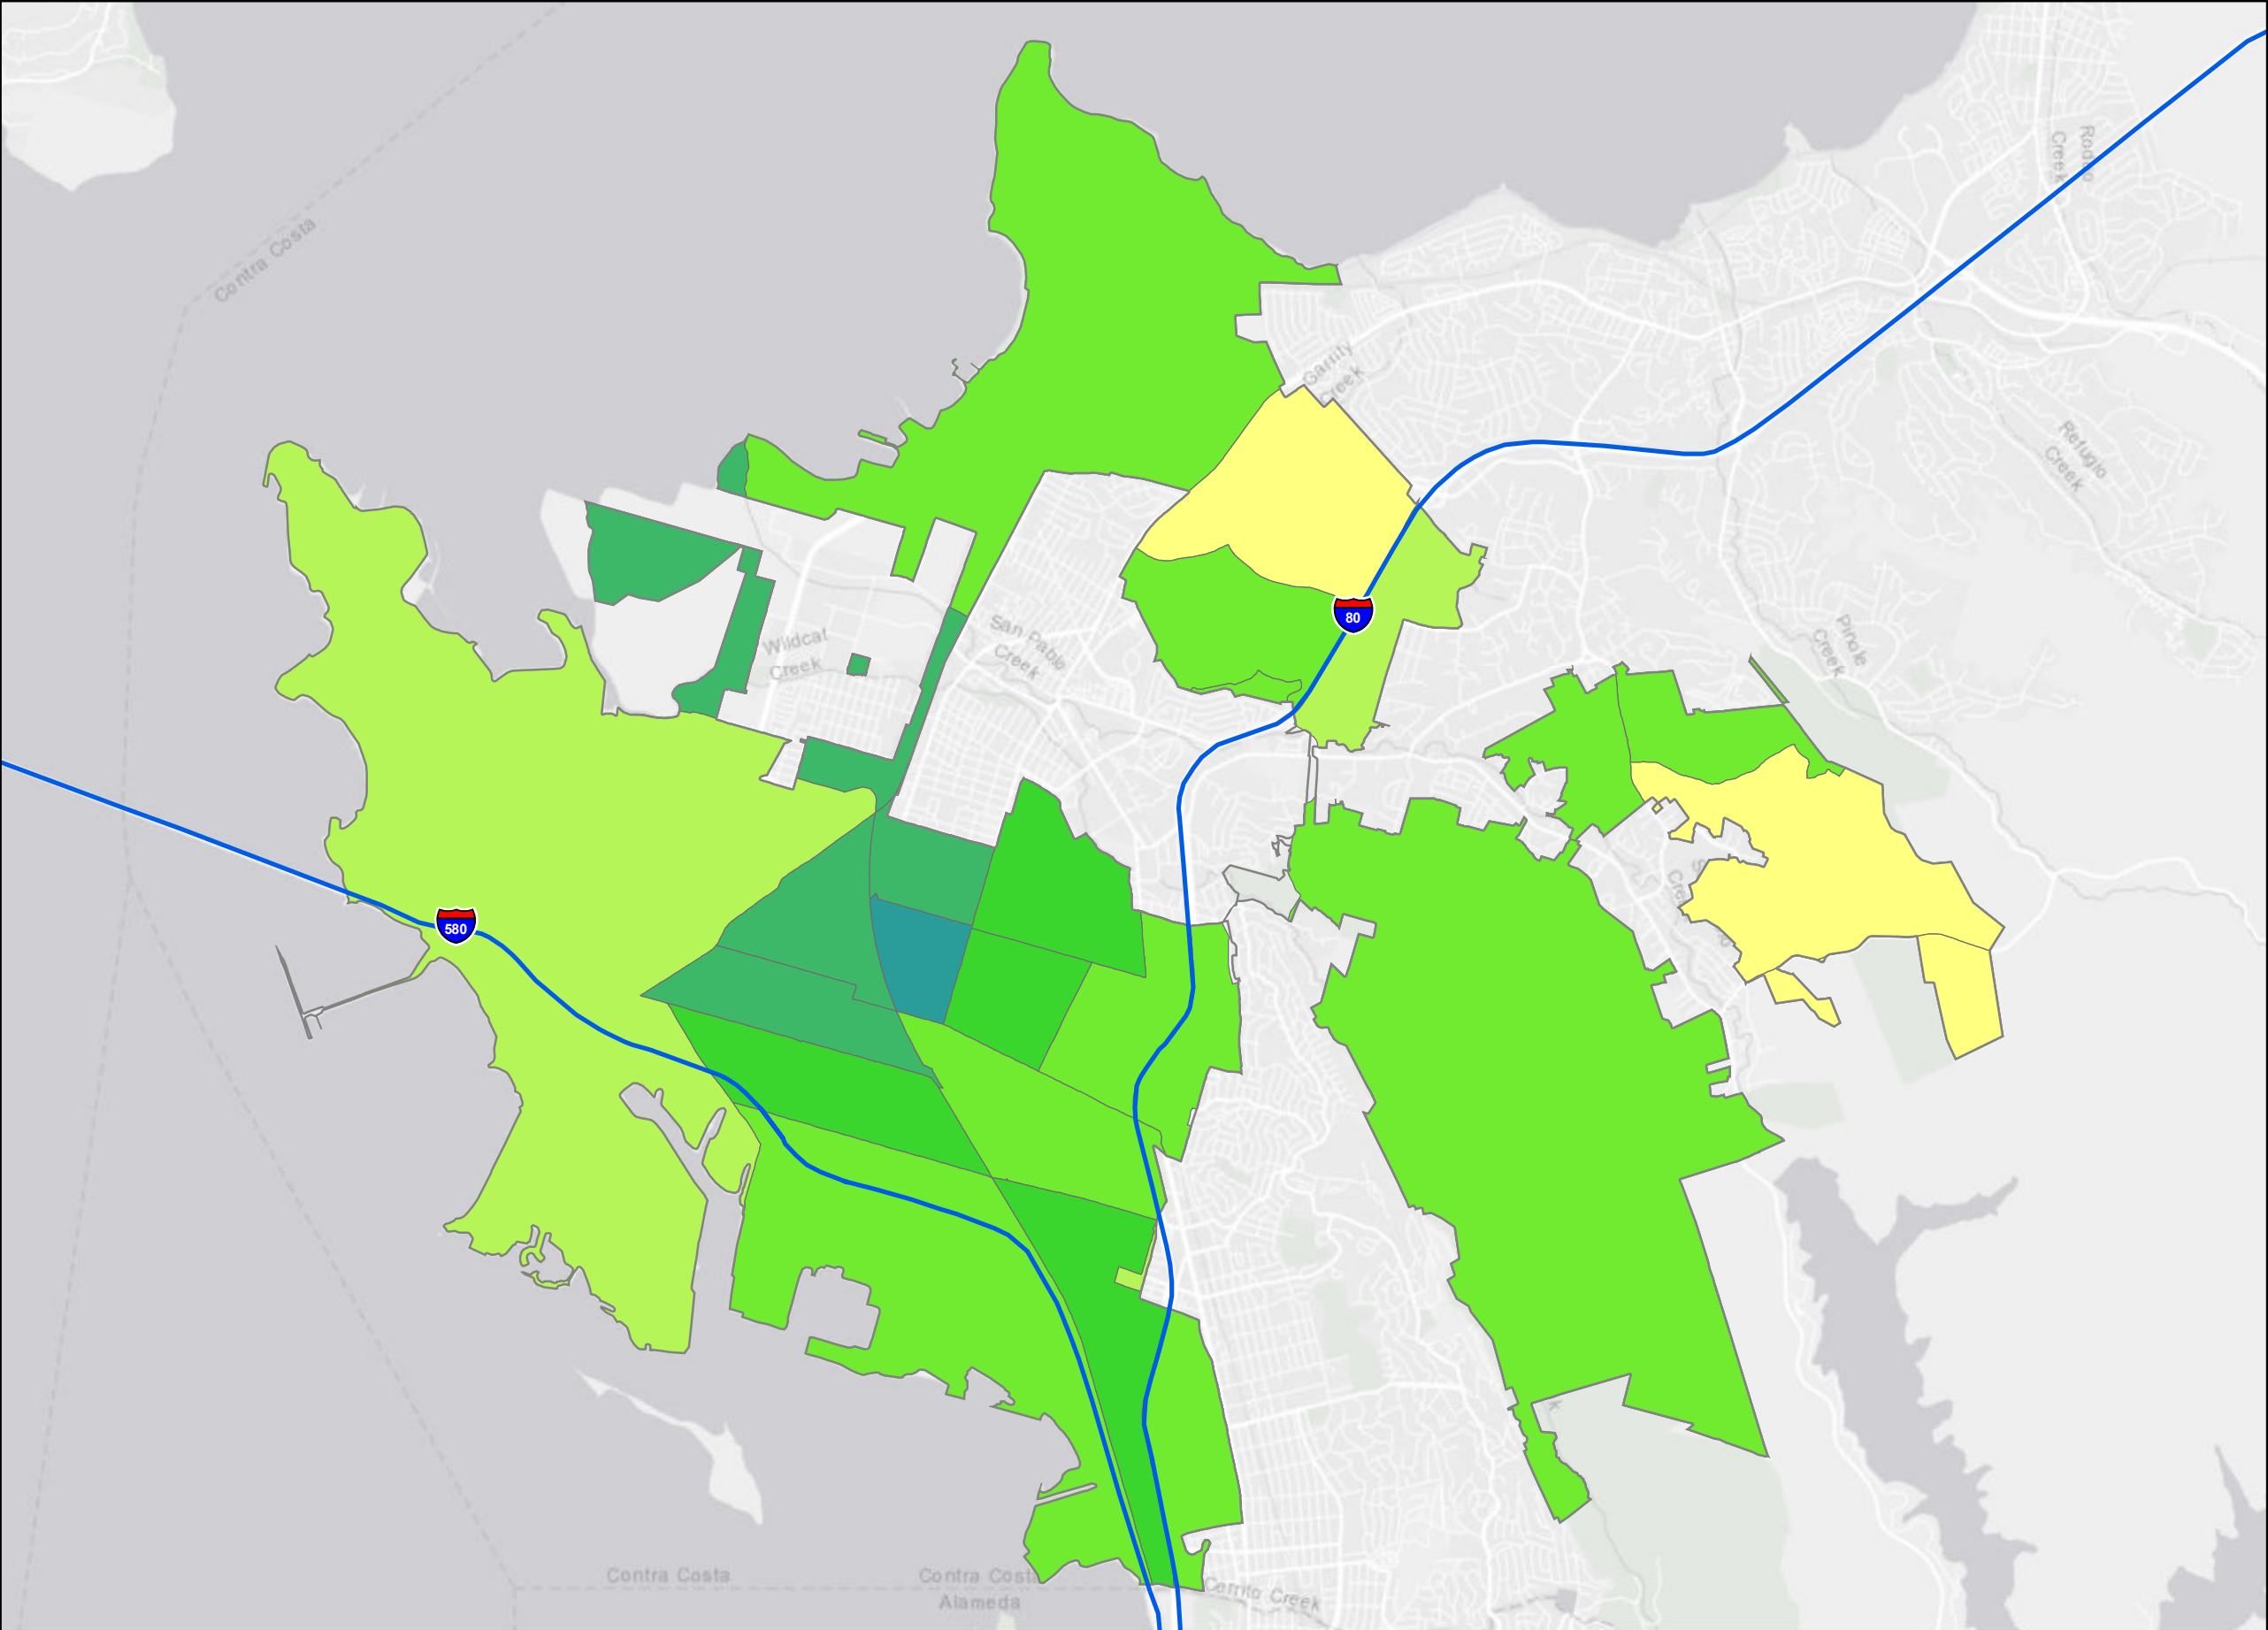 Rodeo
Creek
Contra Costa
Garrity
Creek
Refugio
Creek
80
San Pablo
Creek
Wildcat
Creek
Pinole
Creek
580
Contra Costa
Contra Costa
Alameda
Cerrito Creek